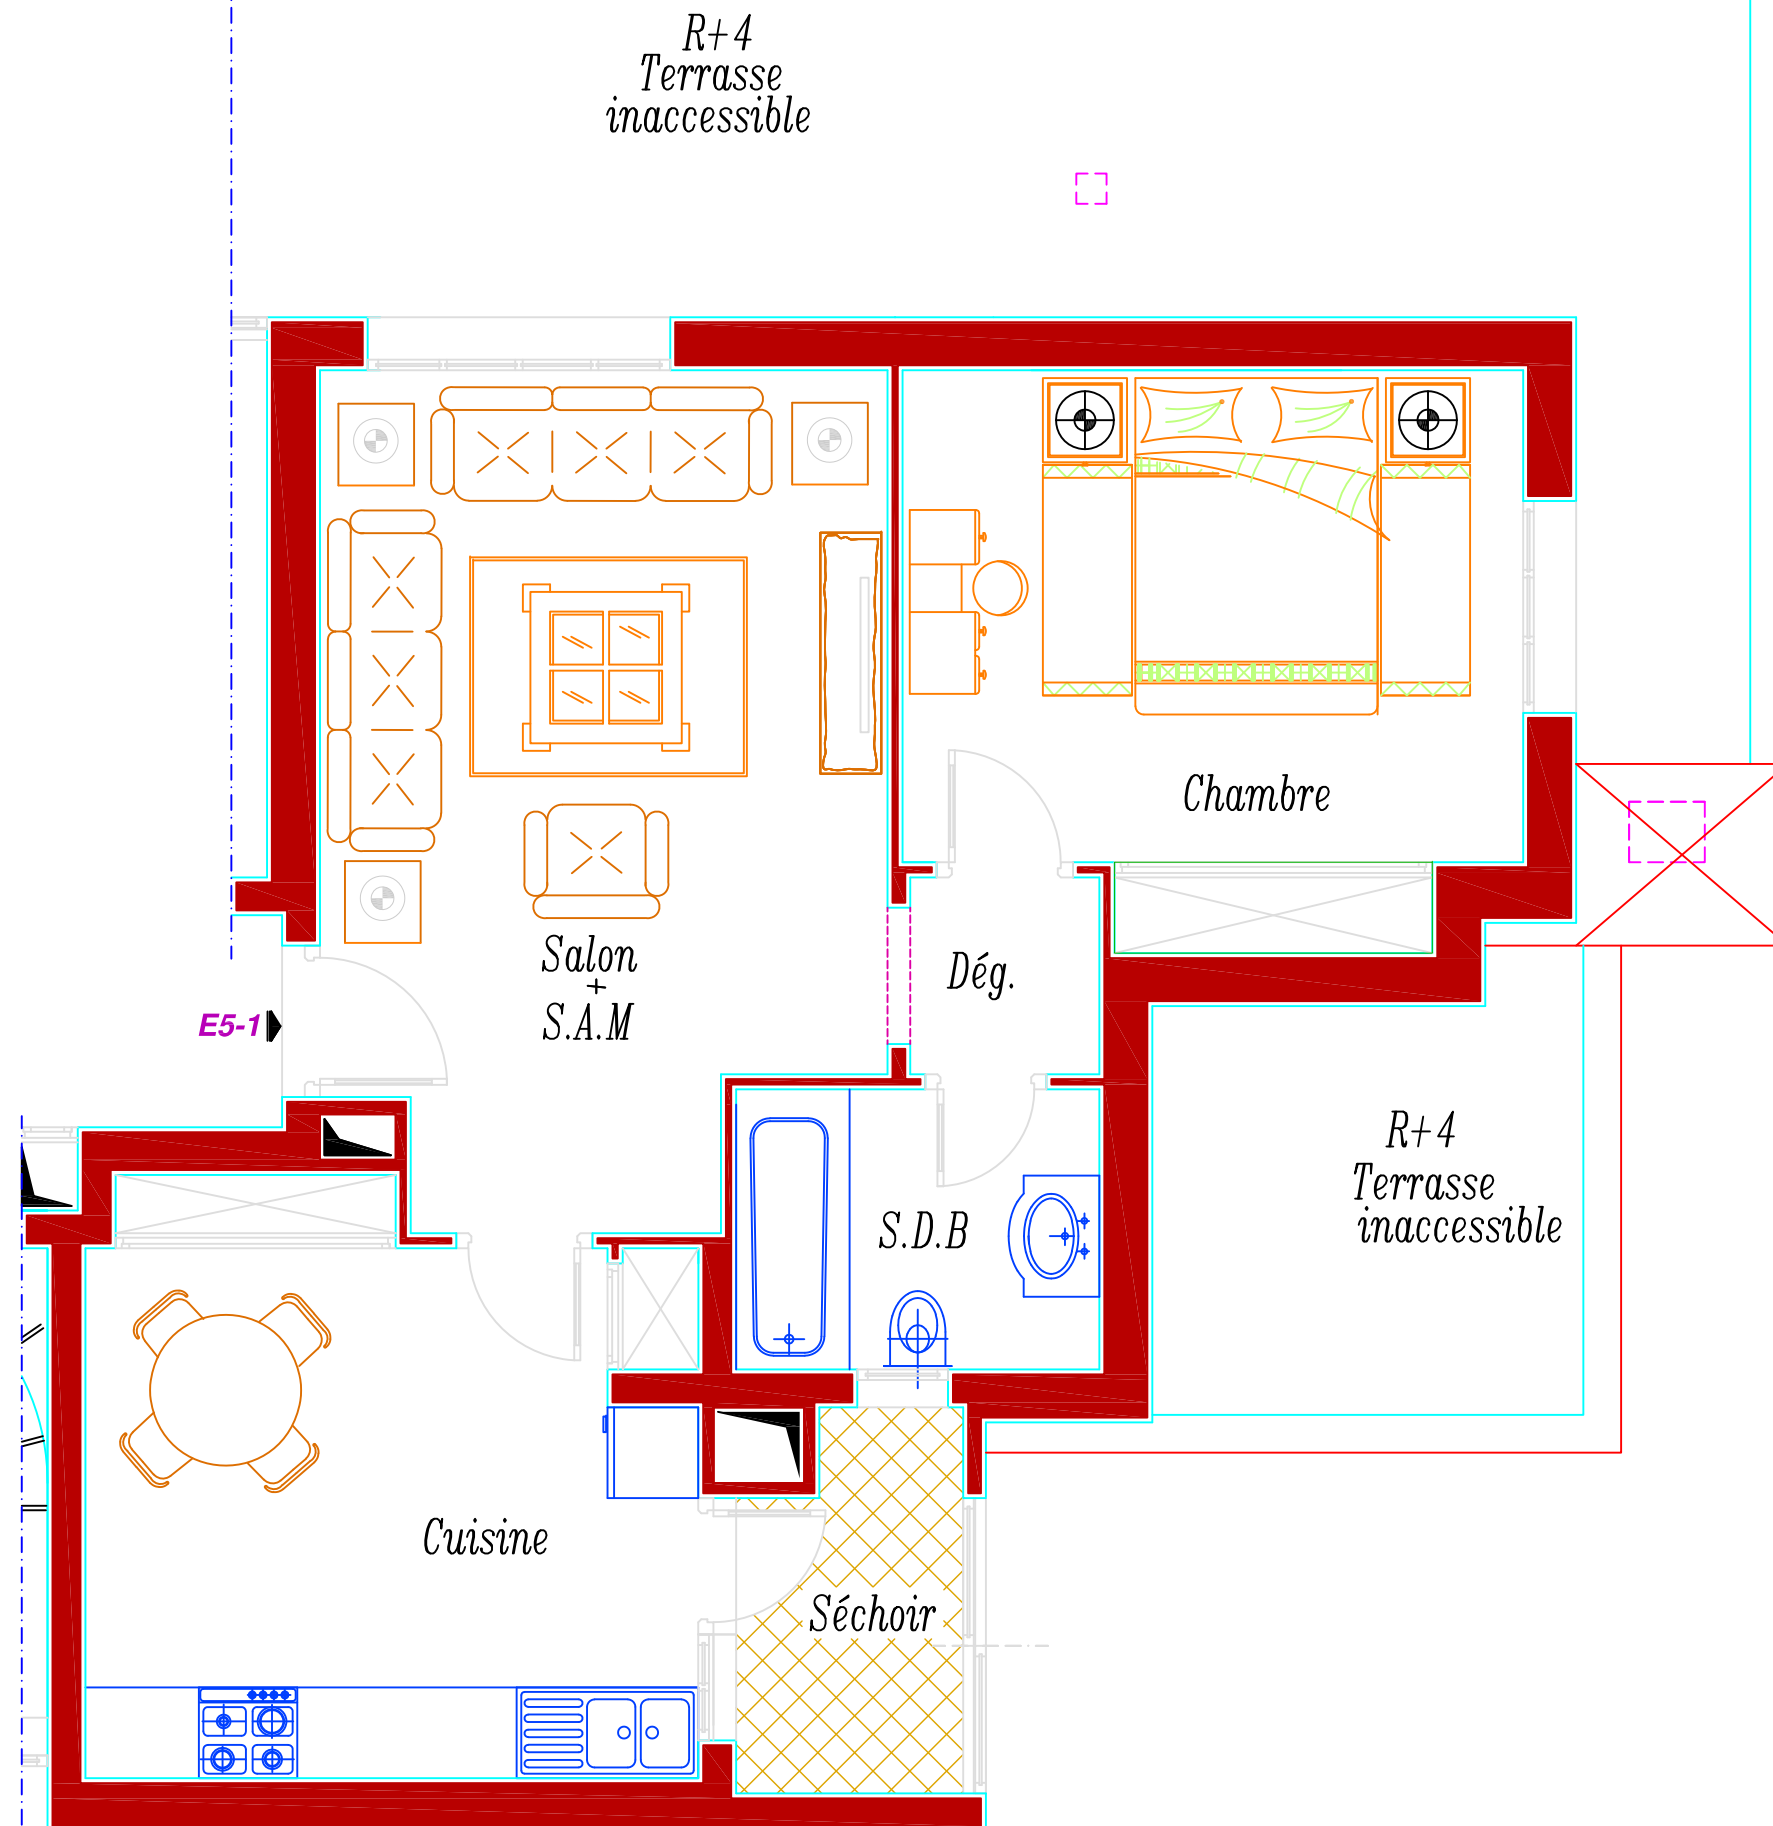 R+4
Terrasse
inaccessible
Chambre
Salon
+
S.A.M
Dég.
E5-1
R+4
Terrasse
inaccessible
S.D.B
Cuisine
Séchoir